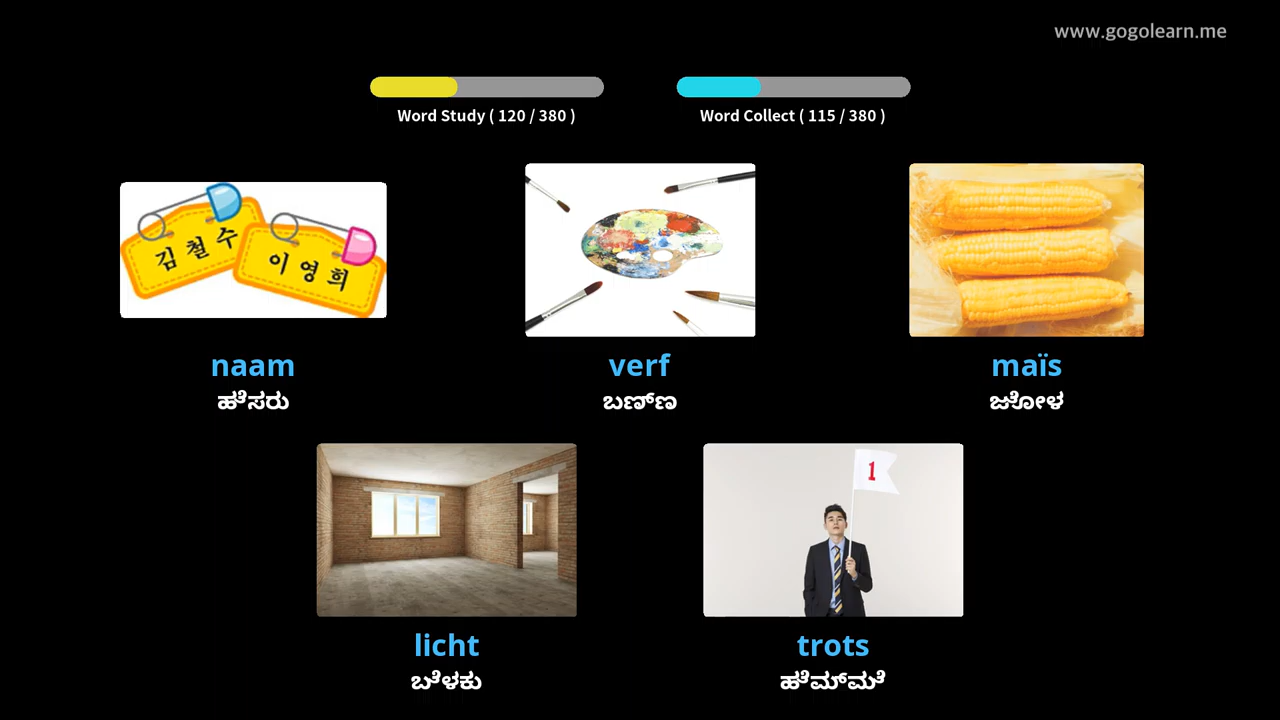 www.gogolearn.me
Word Study ( 120 / 380 )
Word Collect ( 115 / 380 )
김철수
이영희
naam
ಹೆಸರು
verf
ಬಣ್ಣ
maïs
ಜೋಳ
1
licht
ಬೆಳಕು
trots
ಹೆಮ್ಮೆ